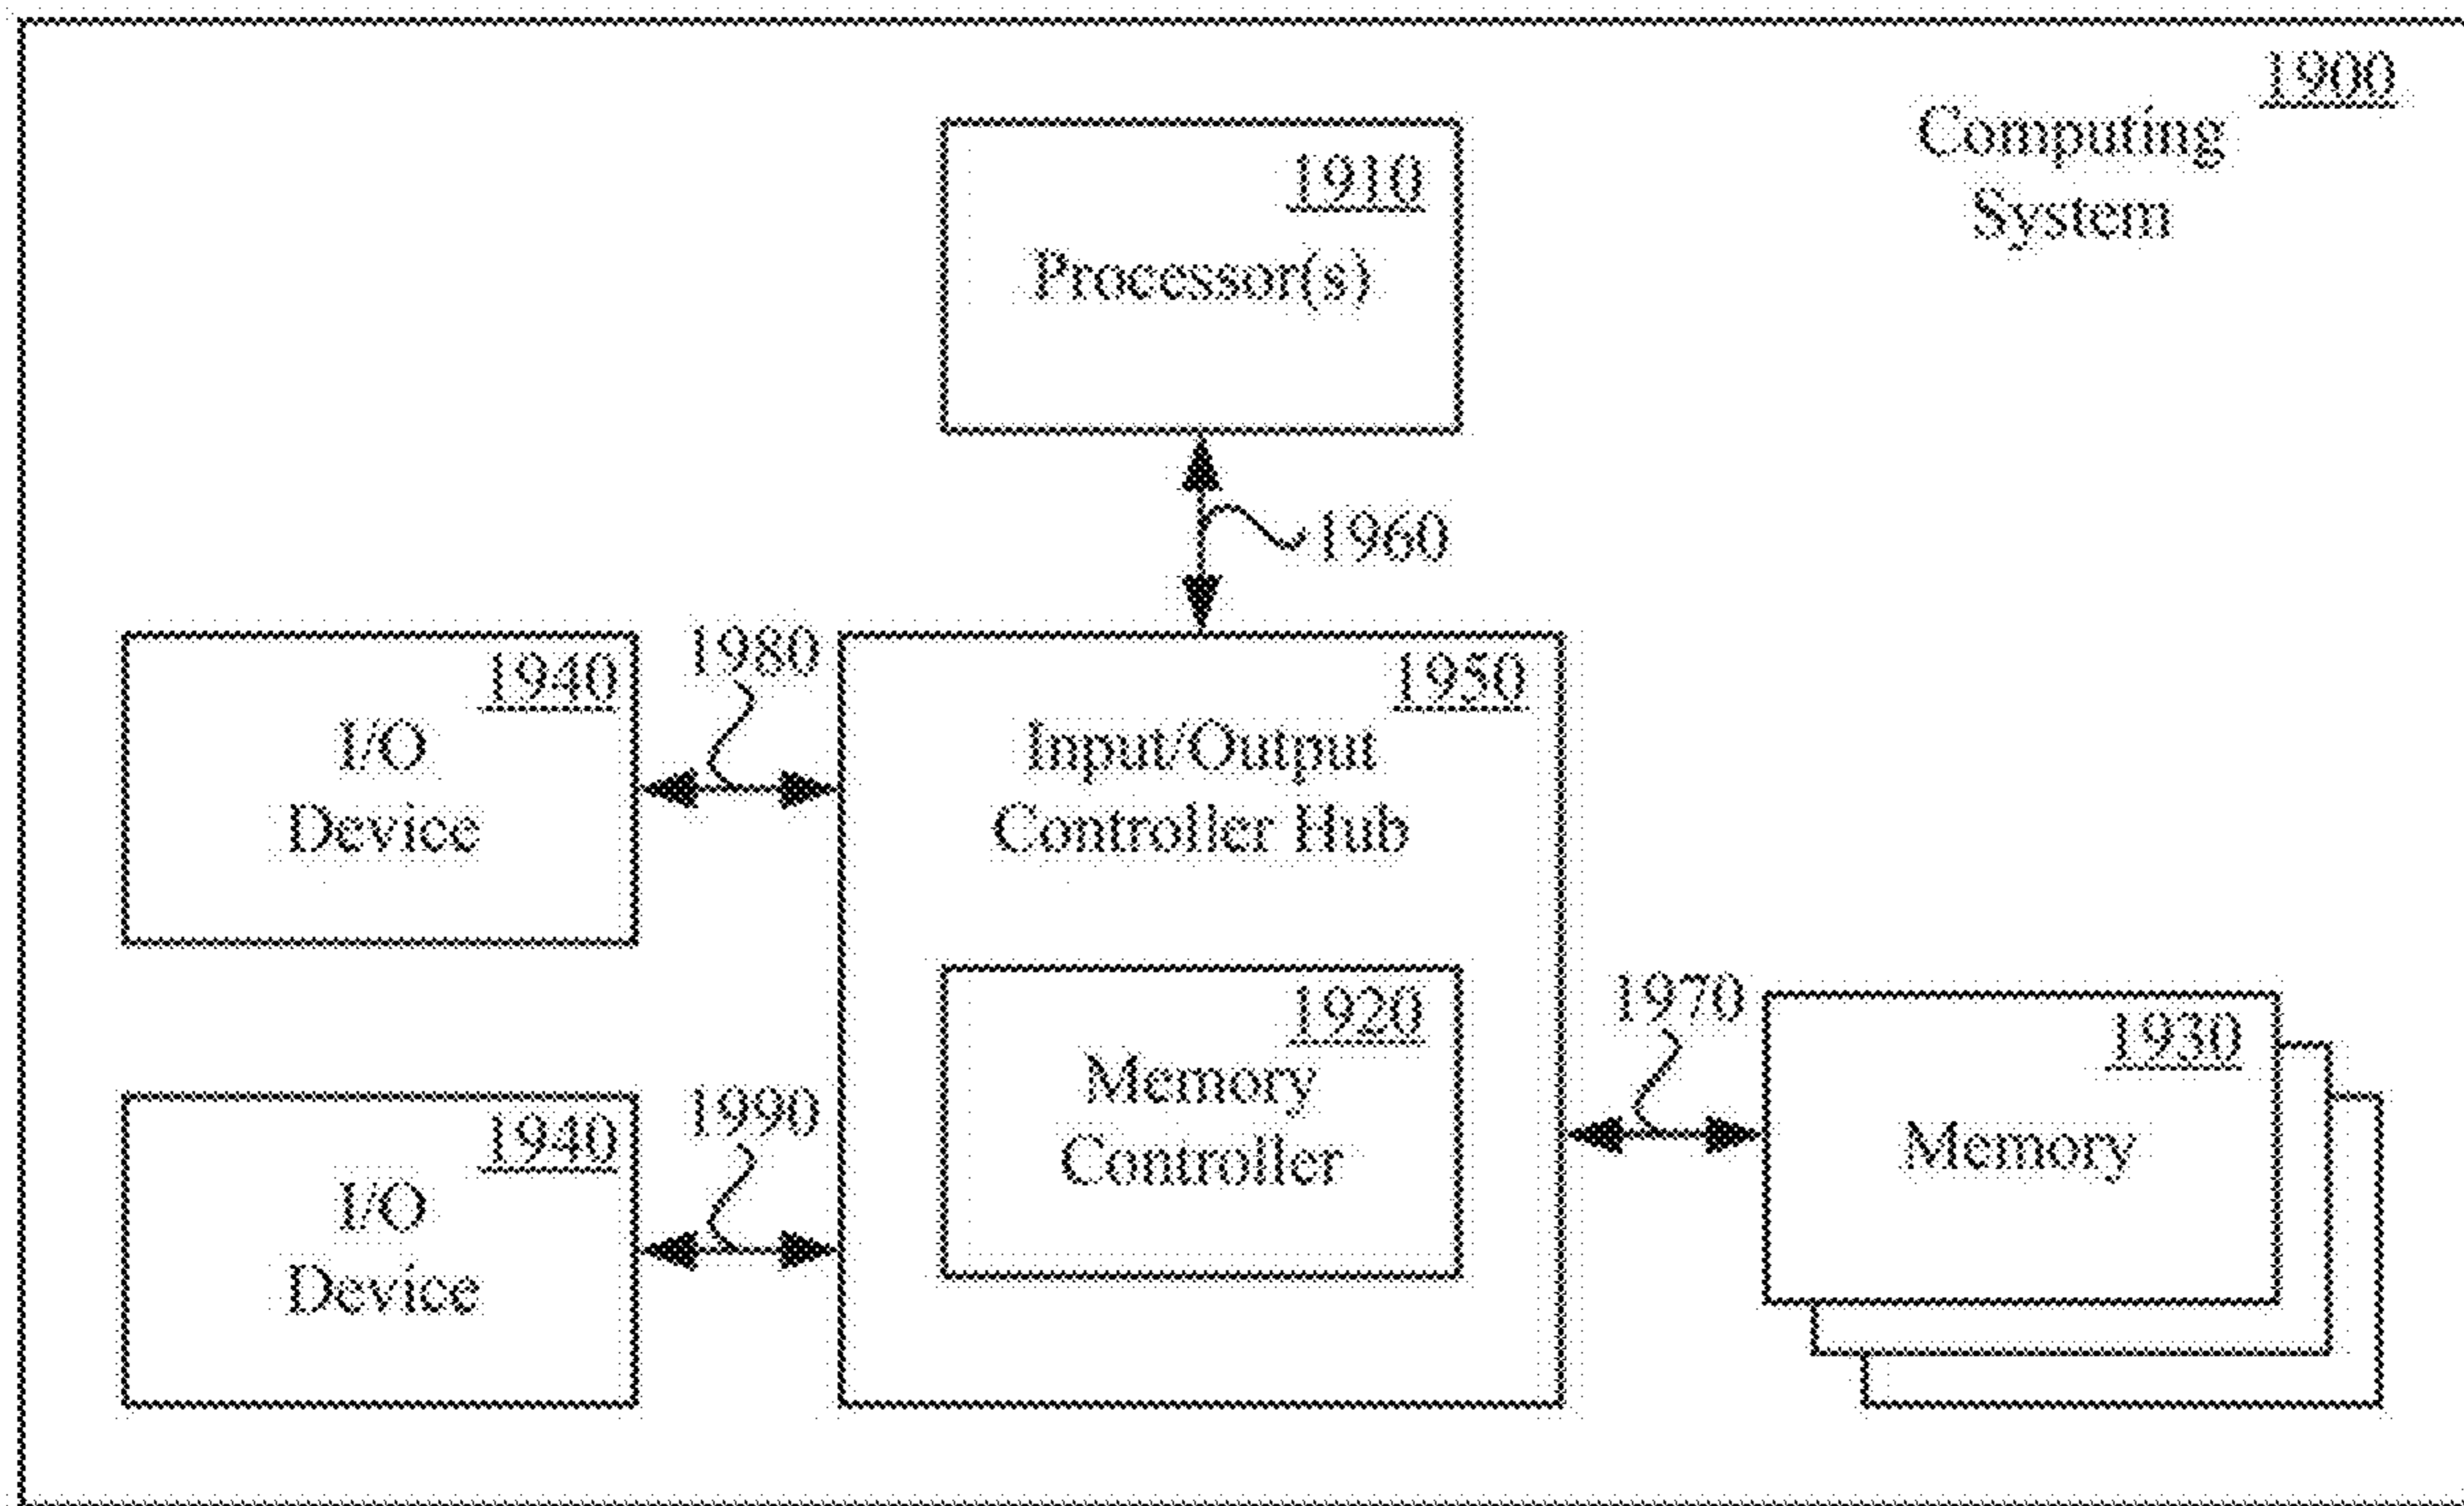 1900
Computing
System
1910
Processor(s)
1960
1940
I/O
Device
1980
1950
Input/Output
Controller Hub
1920
Memory
Controller
1970
1930
Memory
1940
I/O
Device
1990